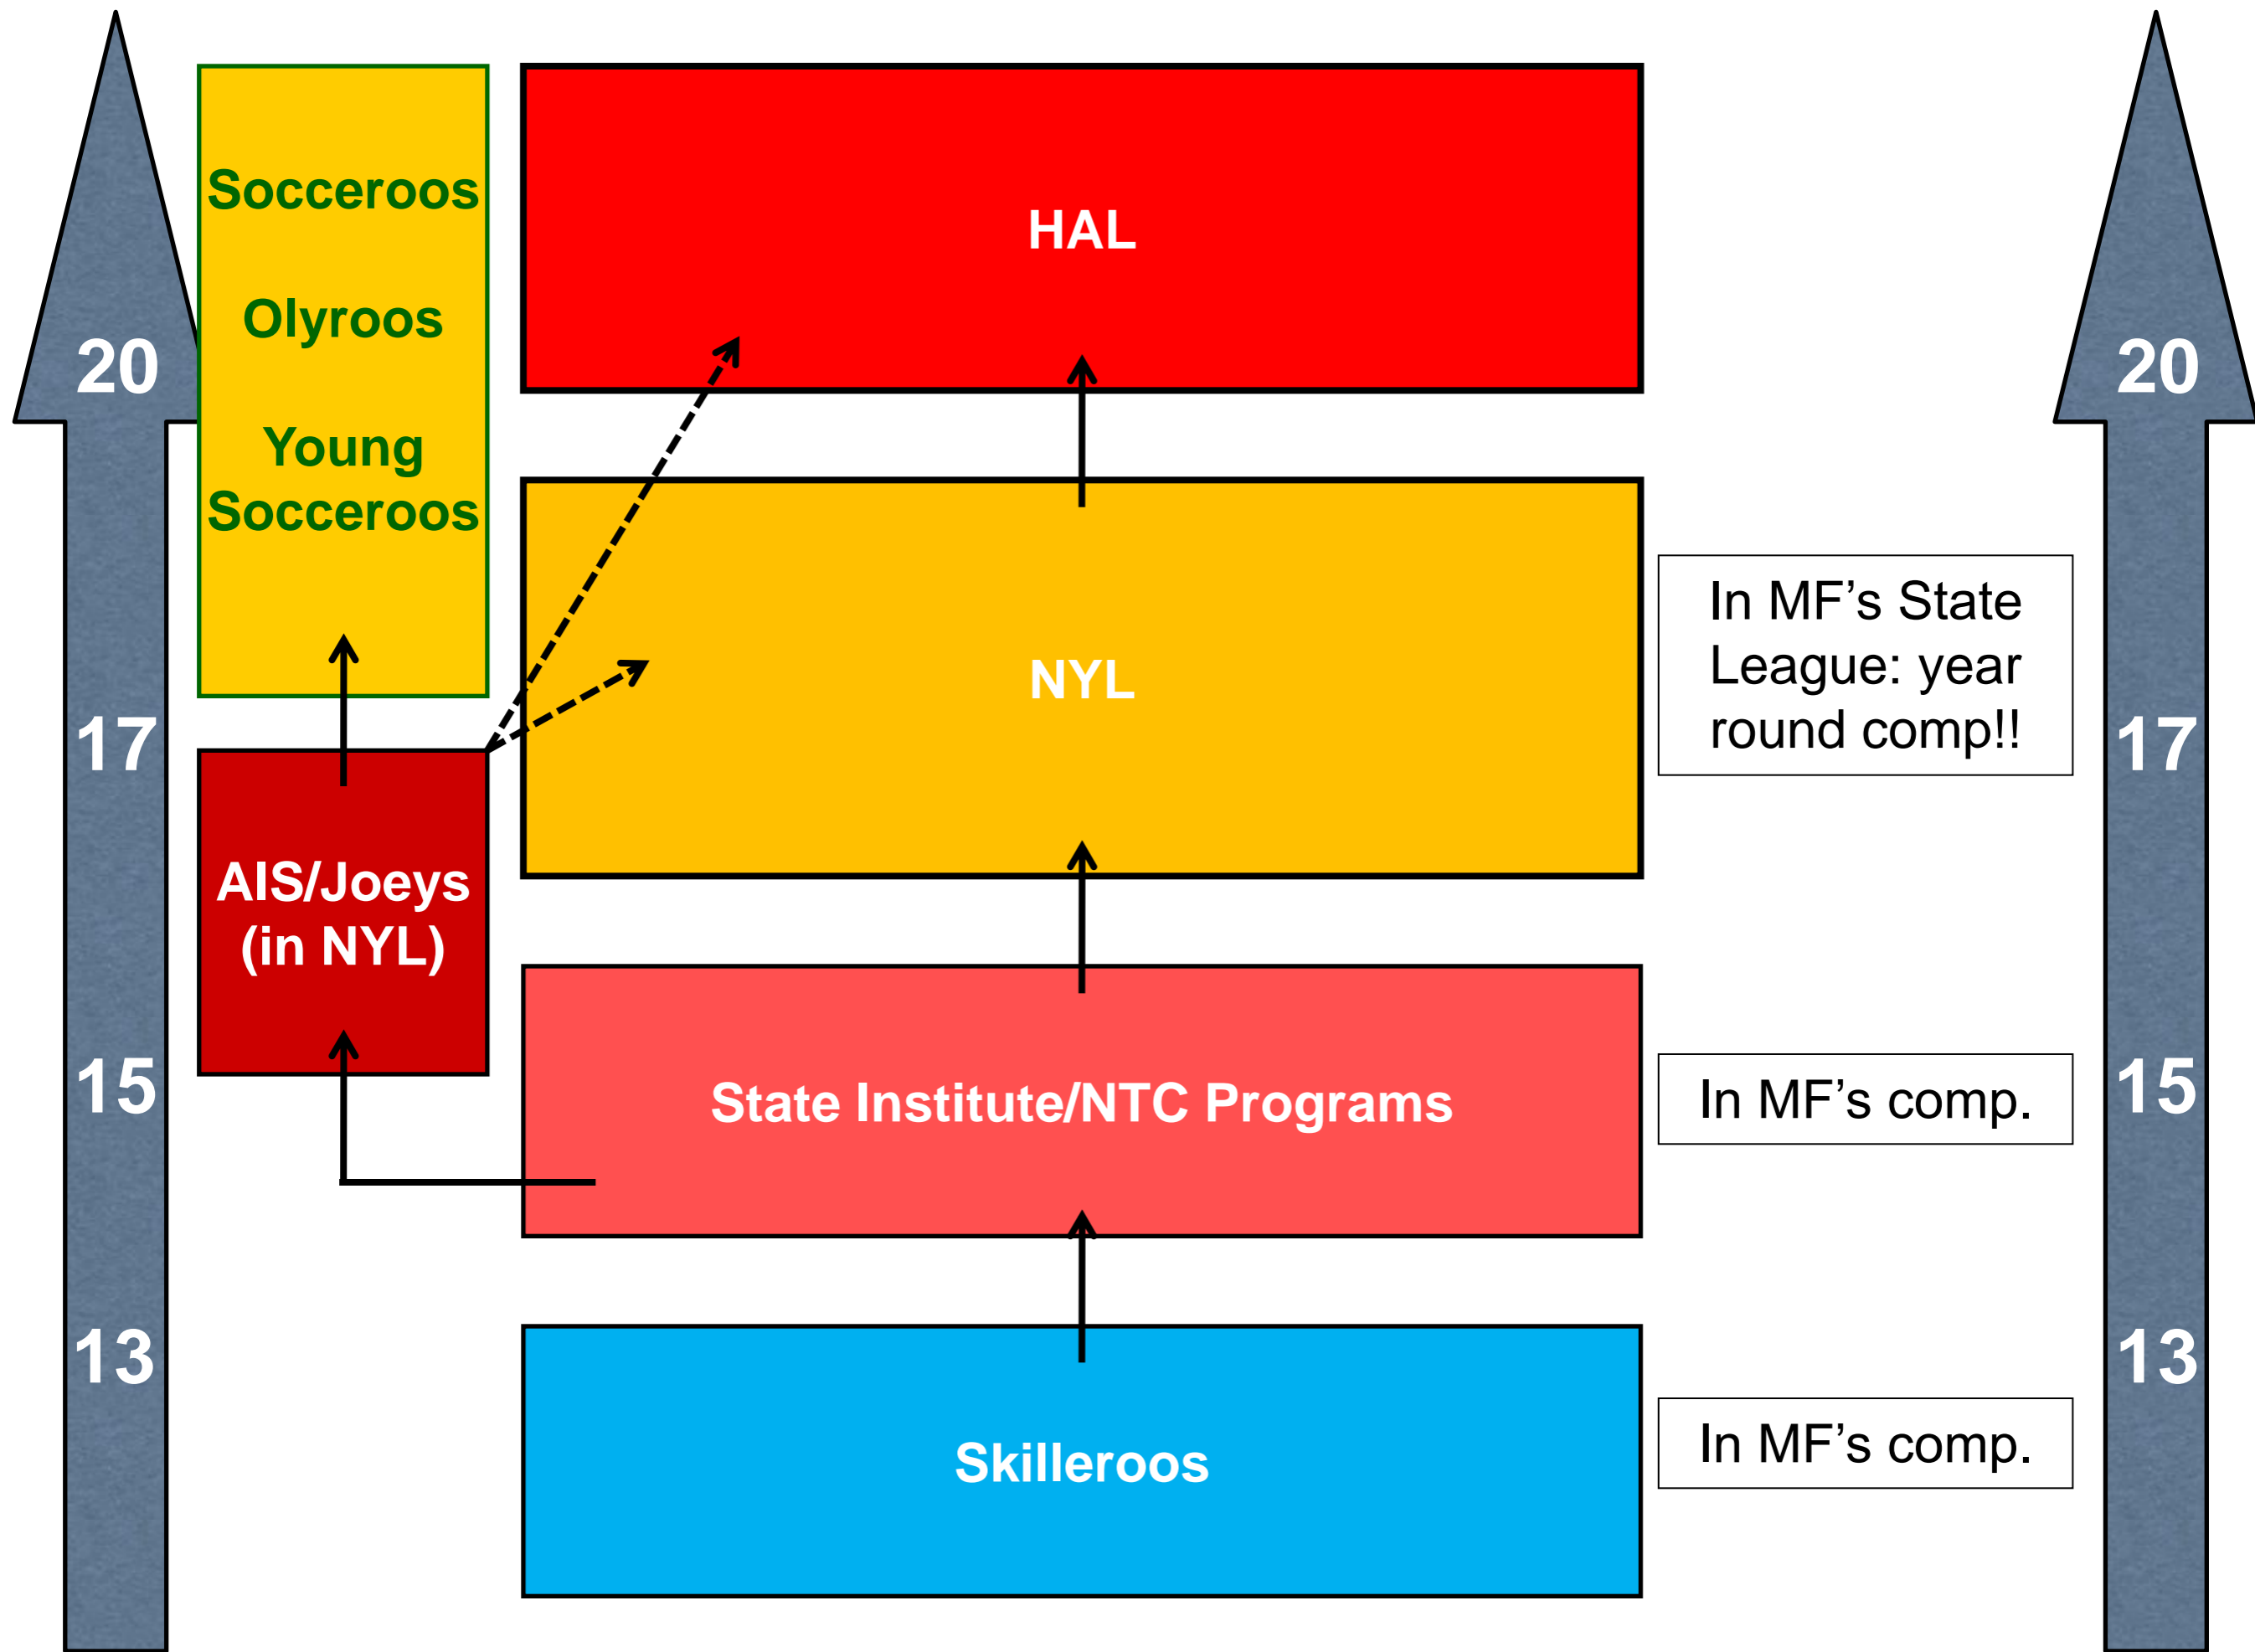 20
17
15
13
Socceroos
Olyroos
Young
Socceroos
AIS/Joeys
(in NYL)
HAL
NYL
State Institute/NTC Programs
Skilleroos
In MF’s State
League: year
round comp!!
In MF’s comp.
In MF’s comp.
20
17
15
13